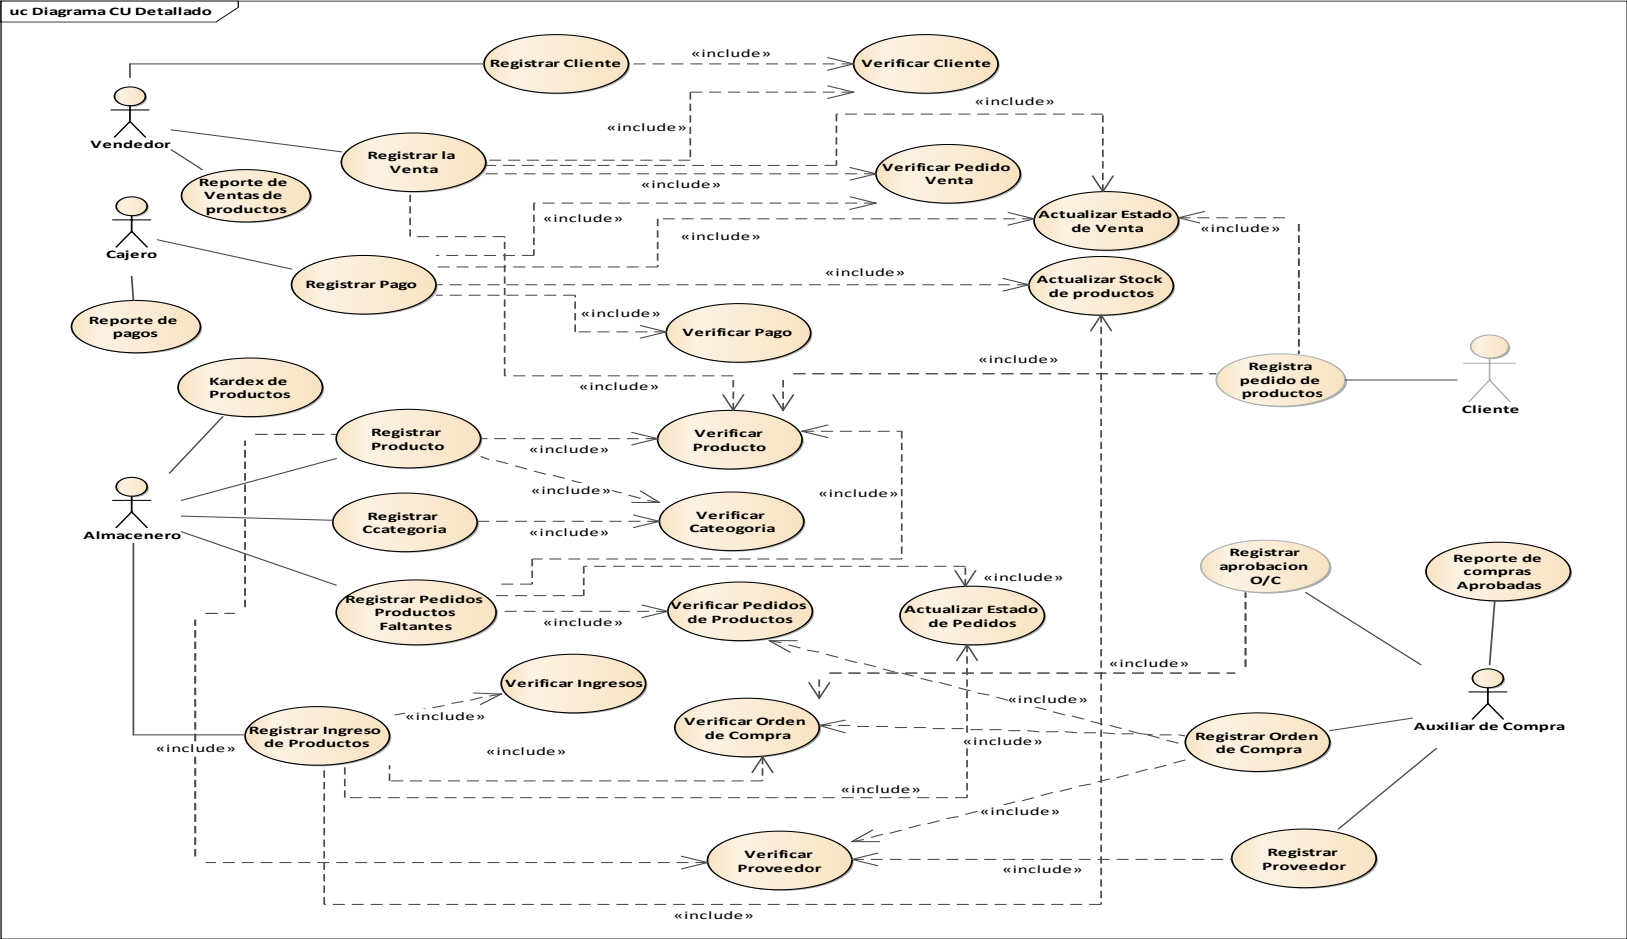 uc Diagrama CU Detallado
Registrar Cliente
«include»
Verificar Cliente
«include»
«include»
Vendedor
Registrar la
Venta
Verificar Pedido
Venta
«include»
Reporte de
Ventas de
productos
«include»
Actualizar Estado
de Venta
«include»
«include»
Cajero
Registrar Pago
«include»
Actualizar Stock
de productos
«include»
Reporte de
pagos
Verificar Pago
«include»
Registra
pedido de
productos
Cliente
Kardex de
Productos
«include»
Registrar
Producto
«include»
Verificar
Producto
«include»
«include»
Almacenero
Registrar
Ccategoria
«include»
Verificar
Cateogoria
Registrar
aprobacion
O/C
Reporte de
compras
Aprobadas
«include»
Registrar Pedidos
Productos
Faltantes
«include»
Verificar Pedidos
de Productos
Actualizar Estado
de Pedidos
«include»
Verificar Ingresos
«include»
«include»
Registrar Ingreso
de Productos
«include»
«include»
Verificar Orden
de Compra
«include»
Registrar Orden
de Compra
Auxiliar de Compra
«include»
«include»
Verificar
Proveedor
«include»
Registrar
Proveedor
«include»